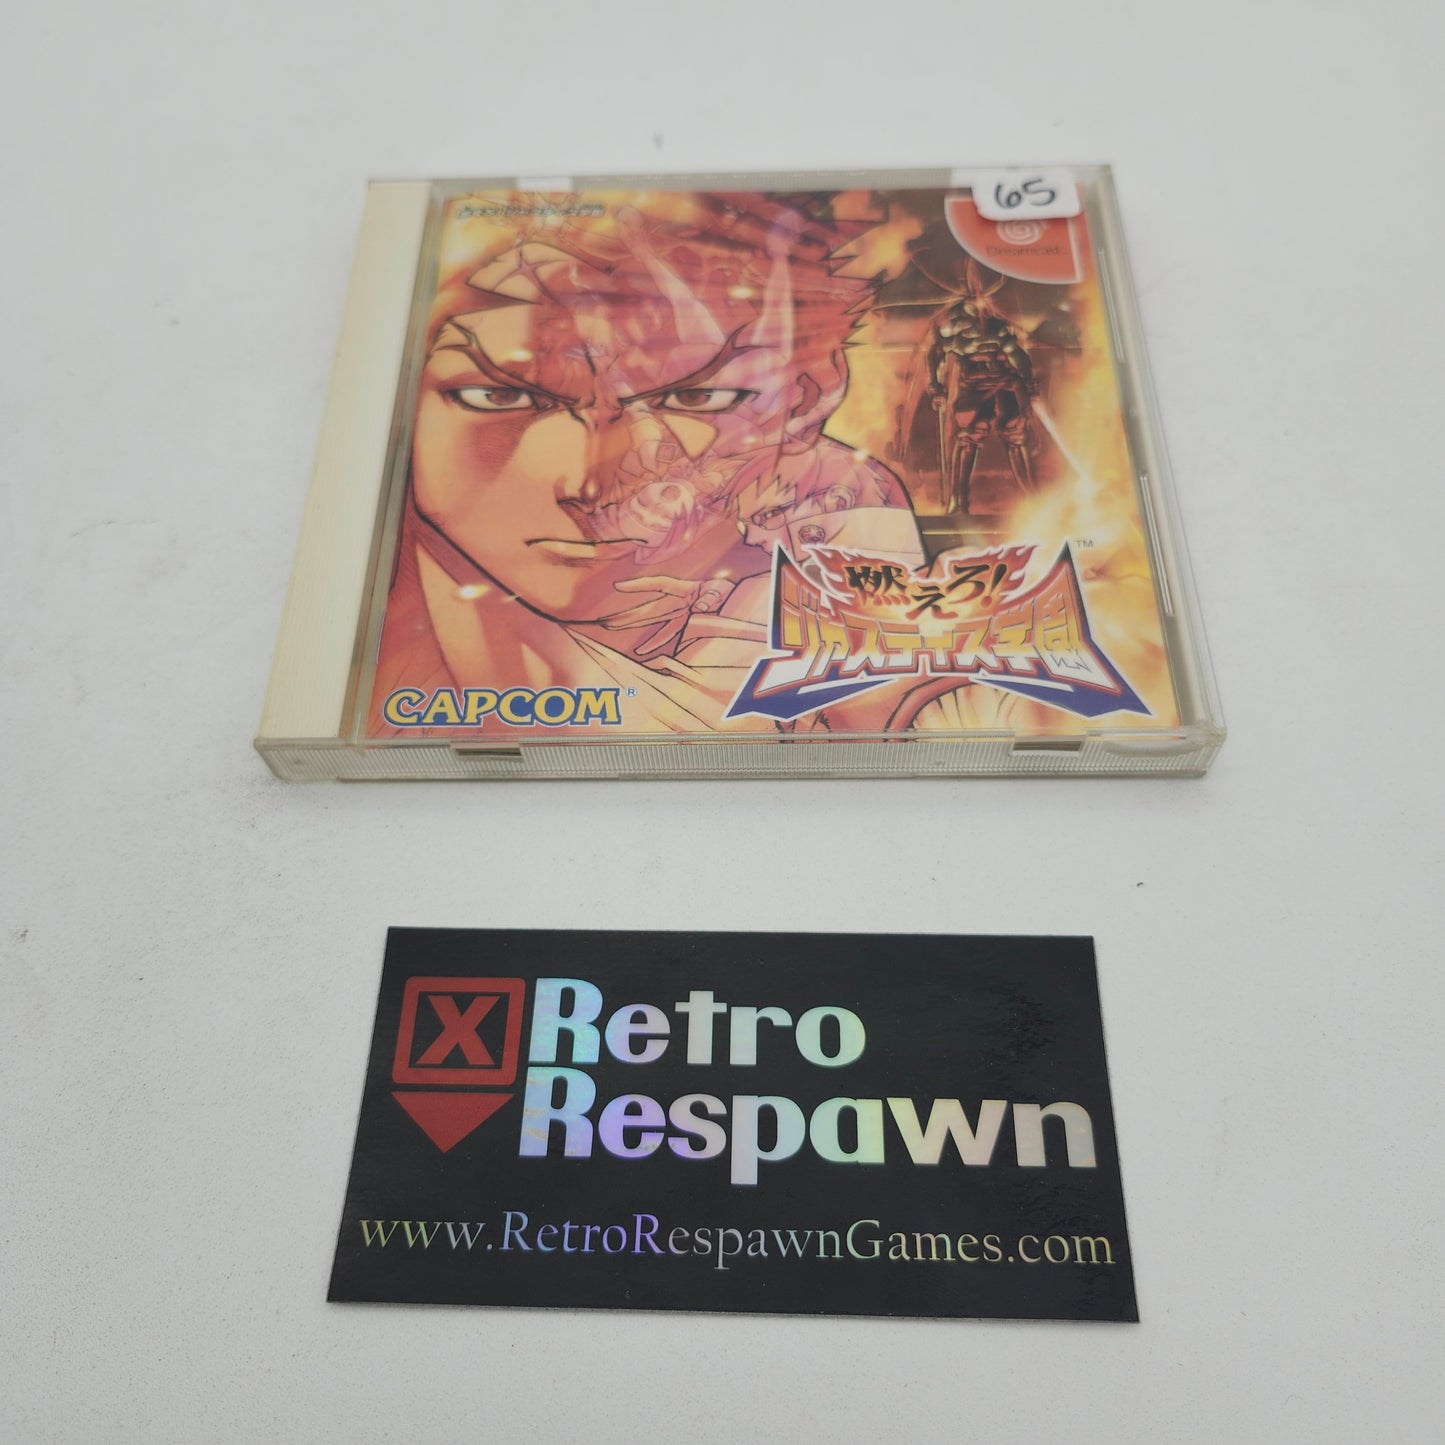 65
Dreamcast
燃えろ!
ジャスティス学園
TM
CAPCOM®
X Retro
Respawn
www.RetroRespawnGames.com